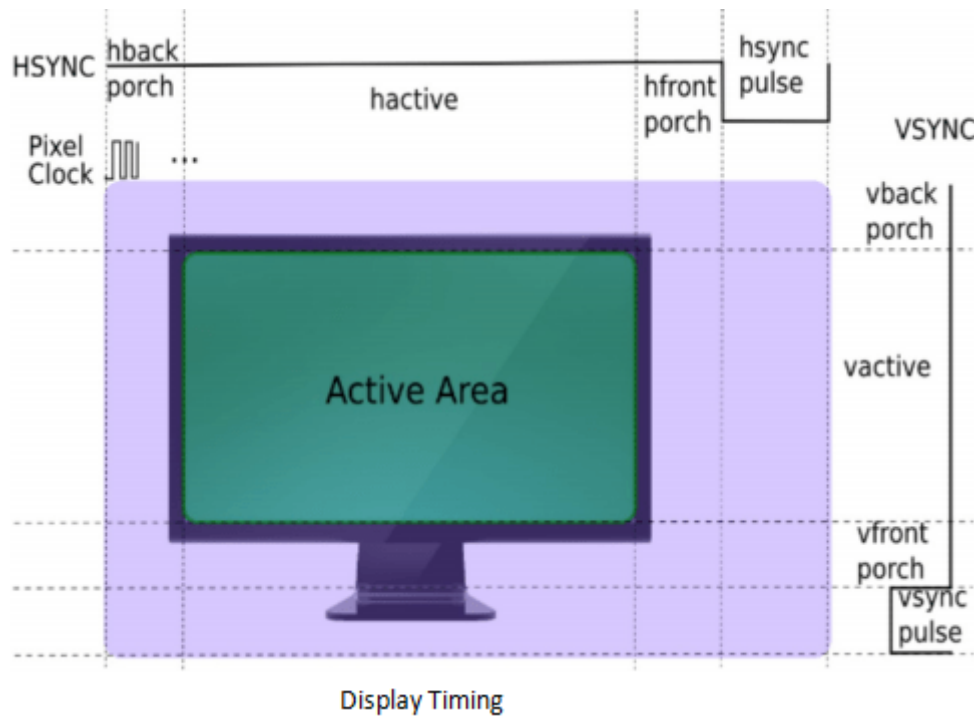 HSYNC
hback
porch
hactive
hfront
porch
hsync
pulse
VSYNC
Pixel
Clock
...
vback
porch
vactive
Active Area
vfront
porch
vsync
pulse
Display Timing